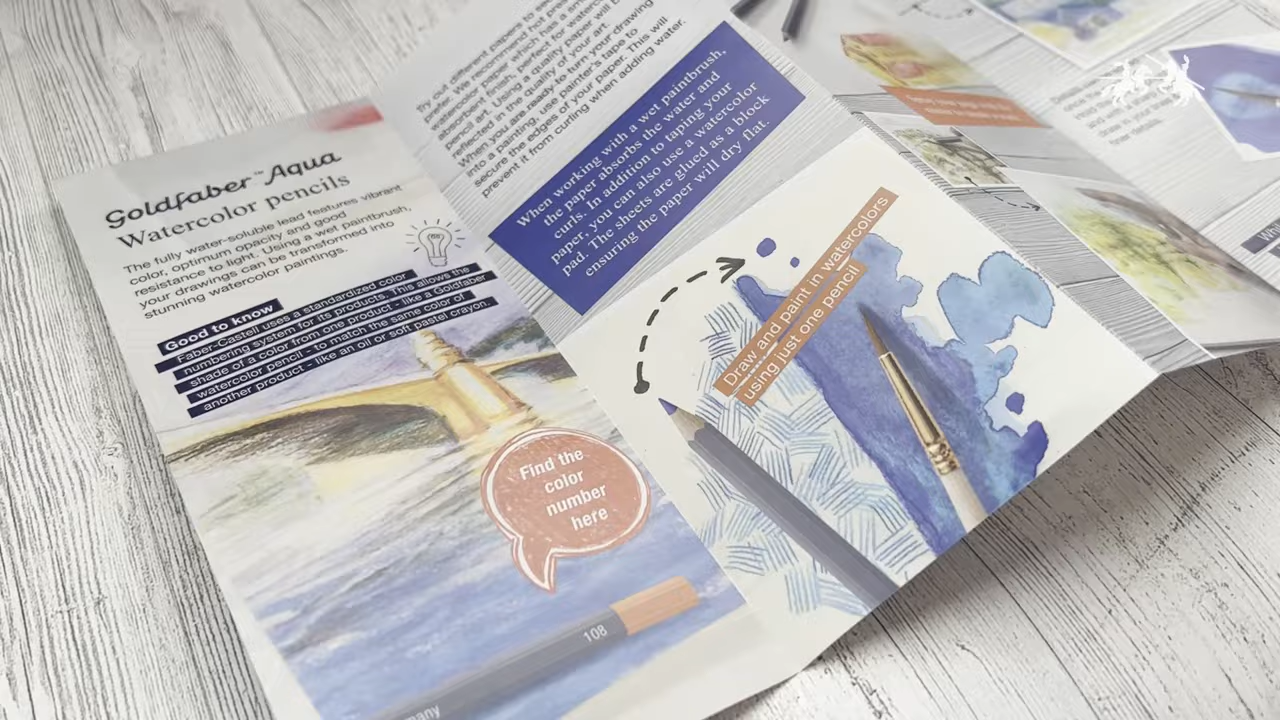 Goldfaber™ Aqua
Watercolor pencils
The fully water-soluble lead features vibrant
color, optimum opacity and good
resistance to light. Using a wet paintbrush,
your drawings can be transformed into
stunning watercolor paintings.
Good to know
Faber-Castell uses a standardized color
numbering system for its products. This allows the
shade of a color from one product - like a Goldfaber
watercolor pencil - to match the same color of
another product - like an oil or soft pastel crayon.
Find the
color
number
here
108
many
Try out different papers to
We recommend hot
watercolor paper, which has a
absorbent finish, perfect for
pencil art. Using a quality paper will
reflected in the quality of your art.
When you are ready to turn your drawing
into a painting, use painter's tape to
secure the edges of your paper. This will
prevent it from curling when adding water.
When working with a wet paintbrush,
the paper absorbs the water and
curls. In addition to taping your
paper, you can also use a watercolor
pad. The sheets are glued as a block
ensuring the paper will dry flat.
Draw and paint in watercolors
using just one pencil